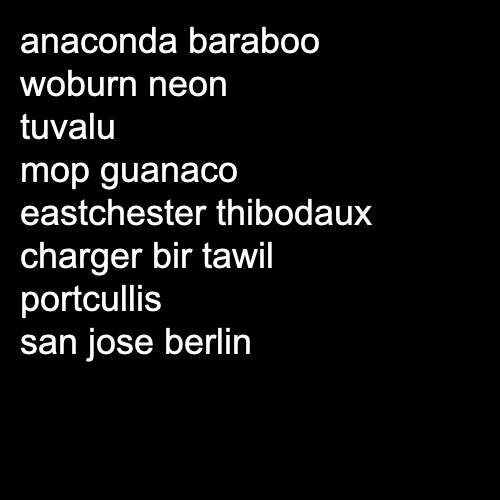 anaconda baraboo
woburn neon
tuvalu
mop guanaco
eastchester thibodaux
charger bir tawil
portcullis
san jose berlin